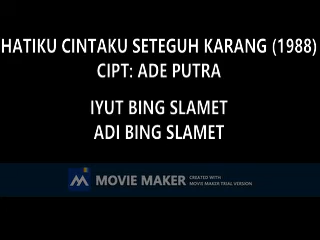 HATIKU CINTAKU SETEGUH KARANG (1988)
CIPT: ADE PUTRA
IYUT BING SLAMET
ADI BING SLAMET
MOVIE MAKER
CREATED WITH
MOVIE MAKER TRIAL VERSION